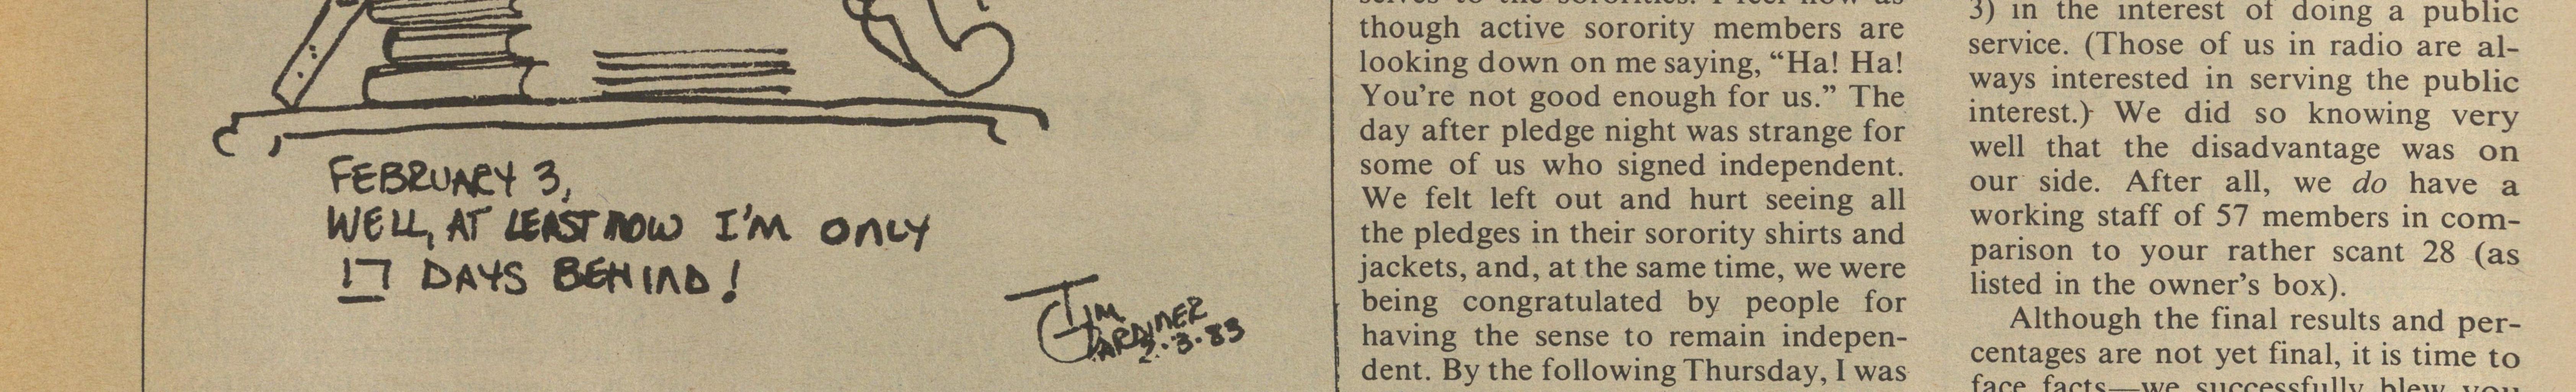 FEBRUARY 3,
WELL, AT LEAST NOW I'M ONLY
17 DAYS BEHIND!
TIM
GARDINER
2.3.83
selves to the sororities. I feel now as
though active sorority members are
looking down on me saying, “Ha! Ha!
You're not good enough for us.” The
day after pledge night was strange for
some of us who signed independent.
We felt left out and hurt seeing all
the pledges in their sorority shirts and
jackets, and, at the same time, we were
being congratulated by people for
having the sense to remain indepen-
dent. By the following Thursday, I was
3) in the interest of doing a public
service. (Those of us in radio are al-
ways interested in serving the public
interest.) We did so knowing very
well that the disadvantage was on
our side. After all, we do have a
working staff of 57 members in com-
parison to your rather scant 28 (as
listed in the owner's box).
Although the final results and per-
centages are not yet final, it is time to
face facts—we successfully blew you